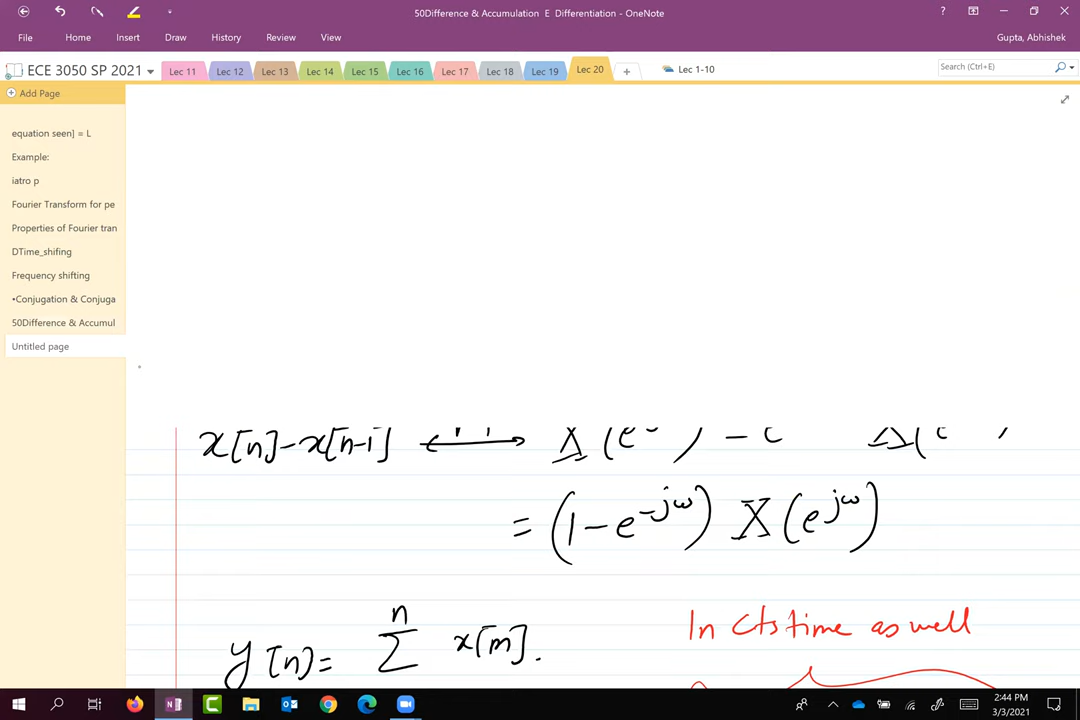 50Difference & Accumulation E Differentiation - OneNote
File Home Insert Draw History Review View
Gupta, Abhishek
ECE 3050 SP 2021
Lec 11 Lec 12 Lec 13 Lec 14 Lec 15 Lec 16 Lec 17 Lec 18 Lec 19 Lec 20 + Lec 1-10
Search (Ctrl+E)
Add Page
equation seen] = L
Example:
iatro p
Fourier Transform for pe
Properties of Fourier tran
DTime_shifing
Frequency shifting
•Conjugation & Conjuga
50Difference & Accumul
Untitled page
x[n]-x[n-1] ⟷
= (1-e^{-jω}) X(e^{jω})
y[n]= ∑^{n} x[m].
In Cts time as well
2:44 PM
3/3/2021